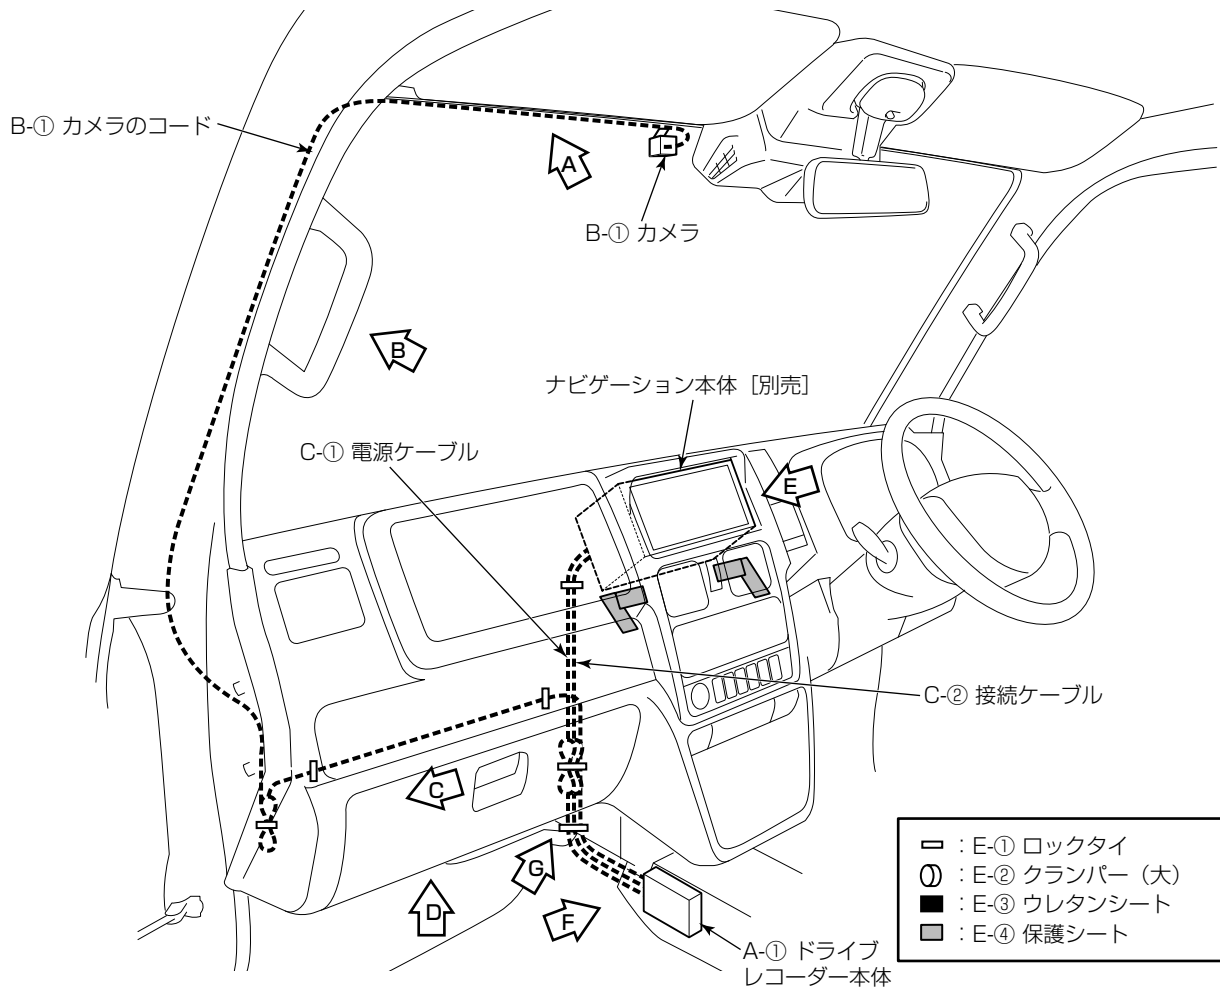 B-① カメラのコード
A
B-① カメラ
B
ナビゲーション本体［別売］
C-① 電源ケーブル
E
C-② 接続ケーブル
C
G
D
F
A-① ドライブ
レコーダー本体
：E-① ロックタイ
：E-② クランパー（大）
：E-③ ウレタンシート
：E-④ 保護シート